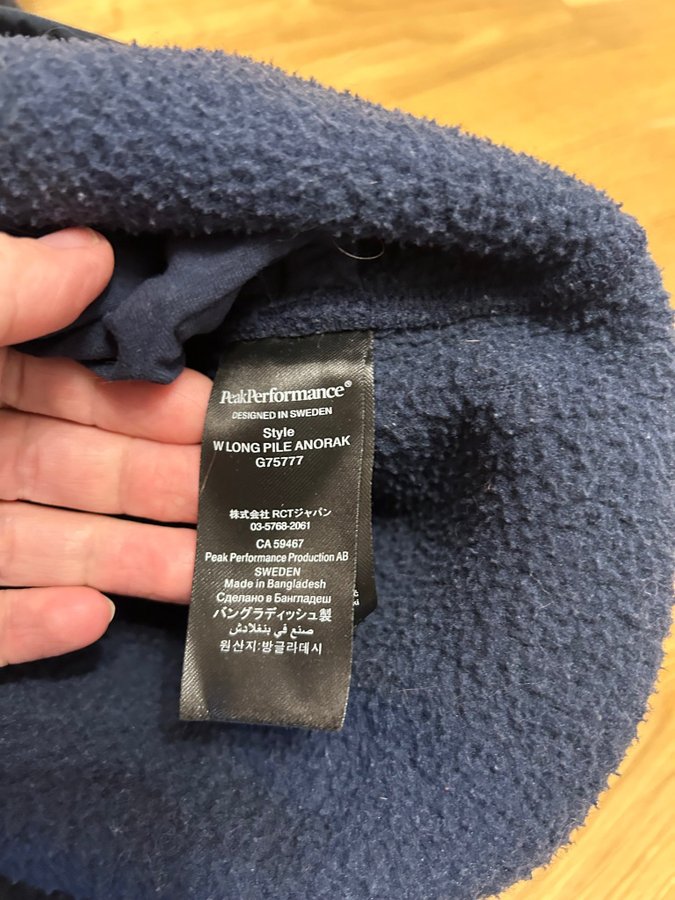 PeakPerformance®
DESIGNED IN SWEDEN
Style
W LONG PILE ANORAK
G75777
株式会社 RCTジャパン
03-5768-2061
CA 59467
Peak Performance Production AB
SWEDEN
Made in Bangladesh
Сделано в Бангладеш
バングラディッシュ製
صنع في بنغلادش
원산지:방글라데시